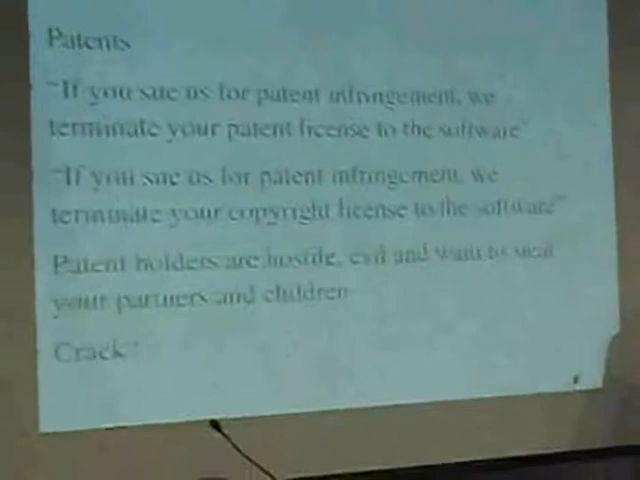 Patents
"If you sue us for patent infringement, we
terminate your patent license to the software"
"If you sue us for patent infringement, we
terminate your copyright license to the software"
Patent holders are hostile, evil and want to steal
your partners and children
Crack?